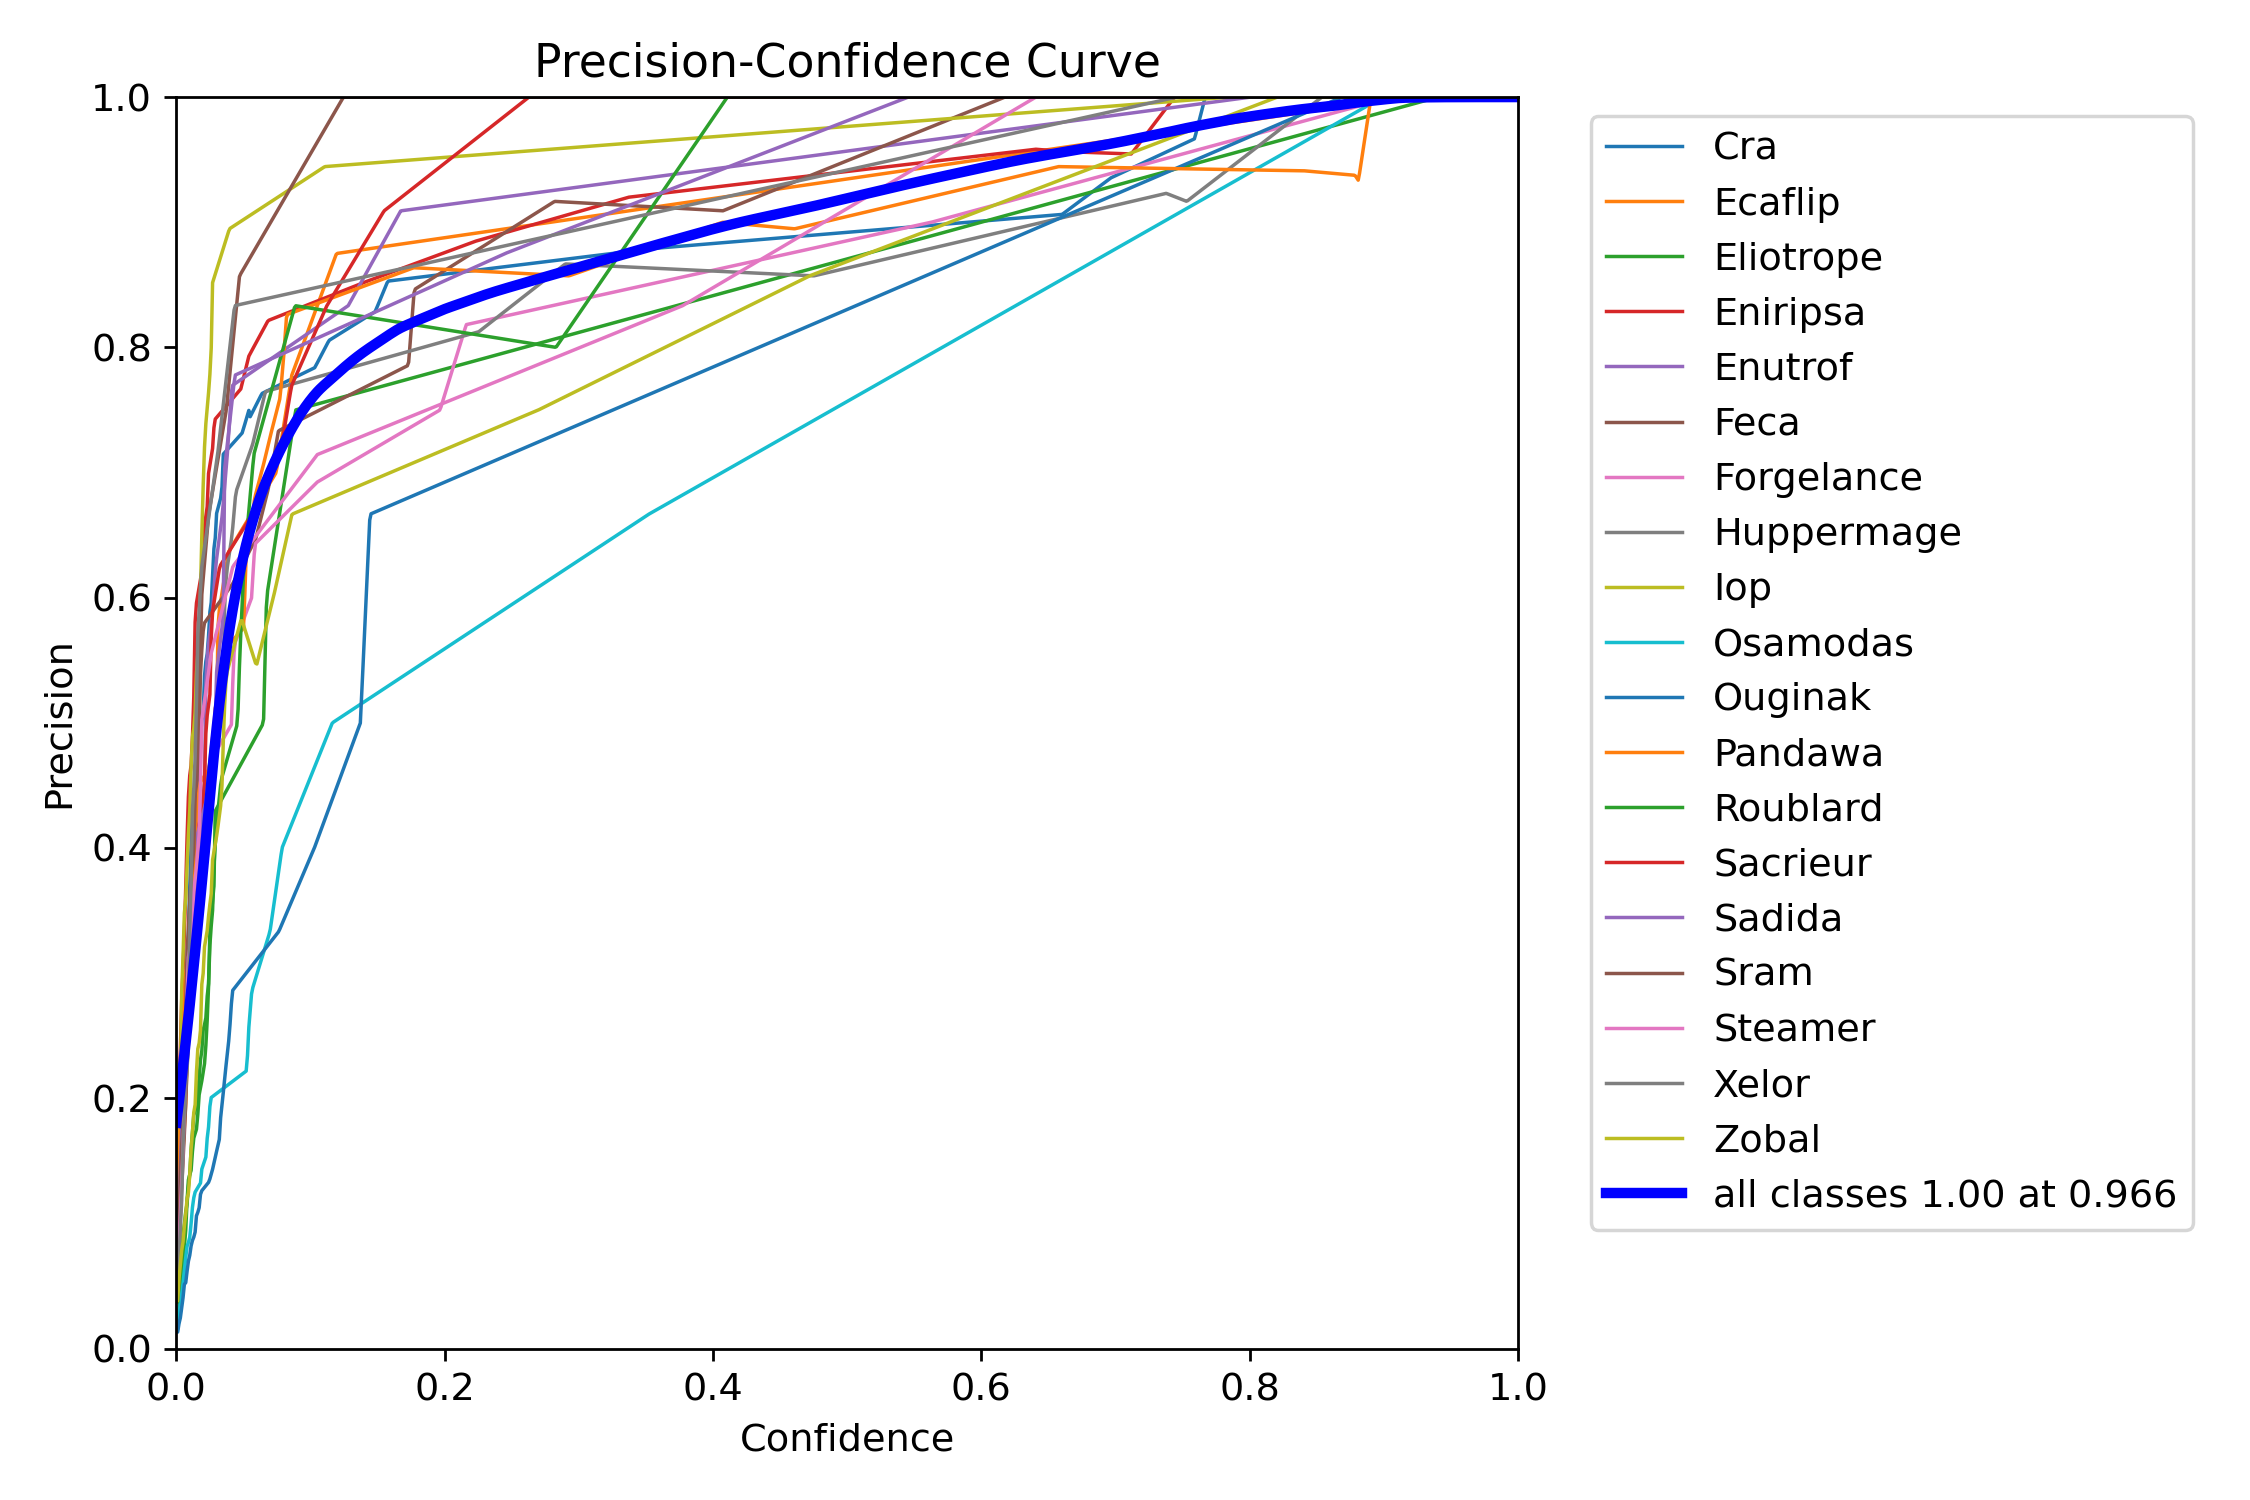 Precision-Confidence Curve
1.0
0.8
0.6
0.4
0.2
0.0
Precision
0.0 0.2 0.4 0.6 0.8 1.0
Confidence
Cra
Ecaflip
Eliotrope
Eniripsa
Enutrof
Feca
Forgelance
Huppermage
Iop
Osamodas
Ouginak
Pandawa
Roublard
Sacrieur
Sadida
Sram
Steamer
Xelor
Zobal
all classes 1.00 at 0.966